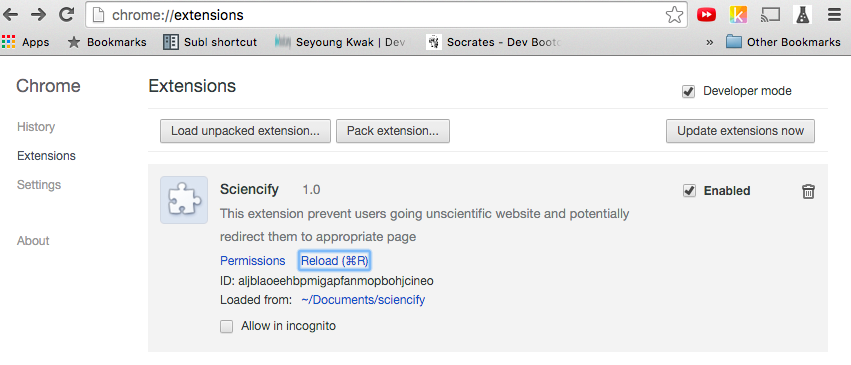 chrome://extensions
Apps Bookmarks Subl shortcut Seyoung Kwak | Dev Socrates - Dev Boot » Other Bookmarks
Chrome
Extensions
Developer mode
History
Load unpacked extension... Pack extension... Update extensions now
Extensions
Settings
Sciencify 1.0 Enabled
This extension prevent users going unscientific website and potentially
redirect them to appropriate page
About
Permissions Reload (⌘R)
ID: aljblaoeehbpmigapfanmopbohjcineo
Loaded from: ~/Documents/sciencify
Allow in incognito